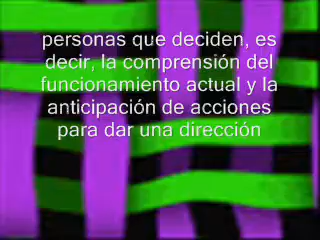 personas que deciden, es
decir, la comprensión del
funcionamiento actual y la
anticipación de acciones
para dar una dirección